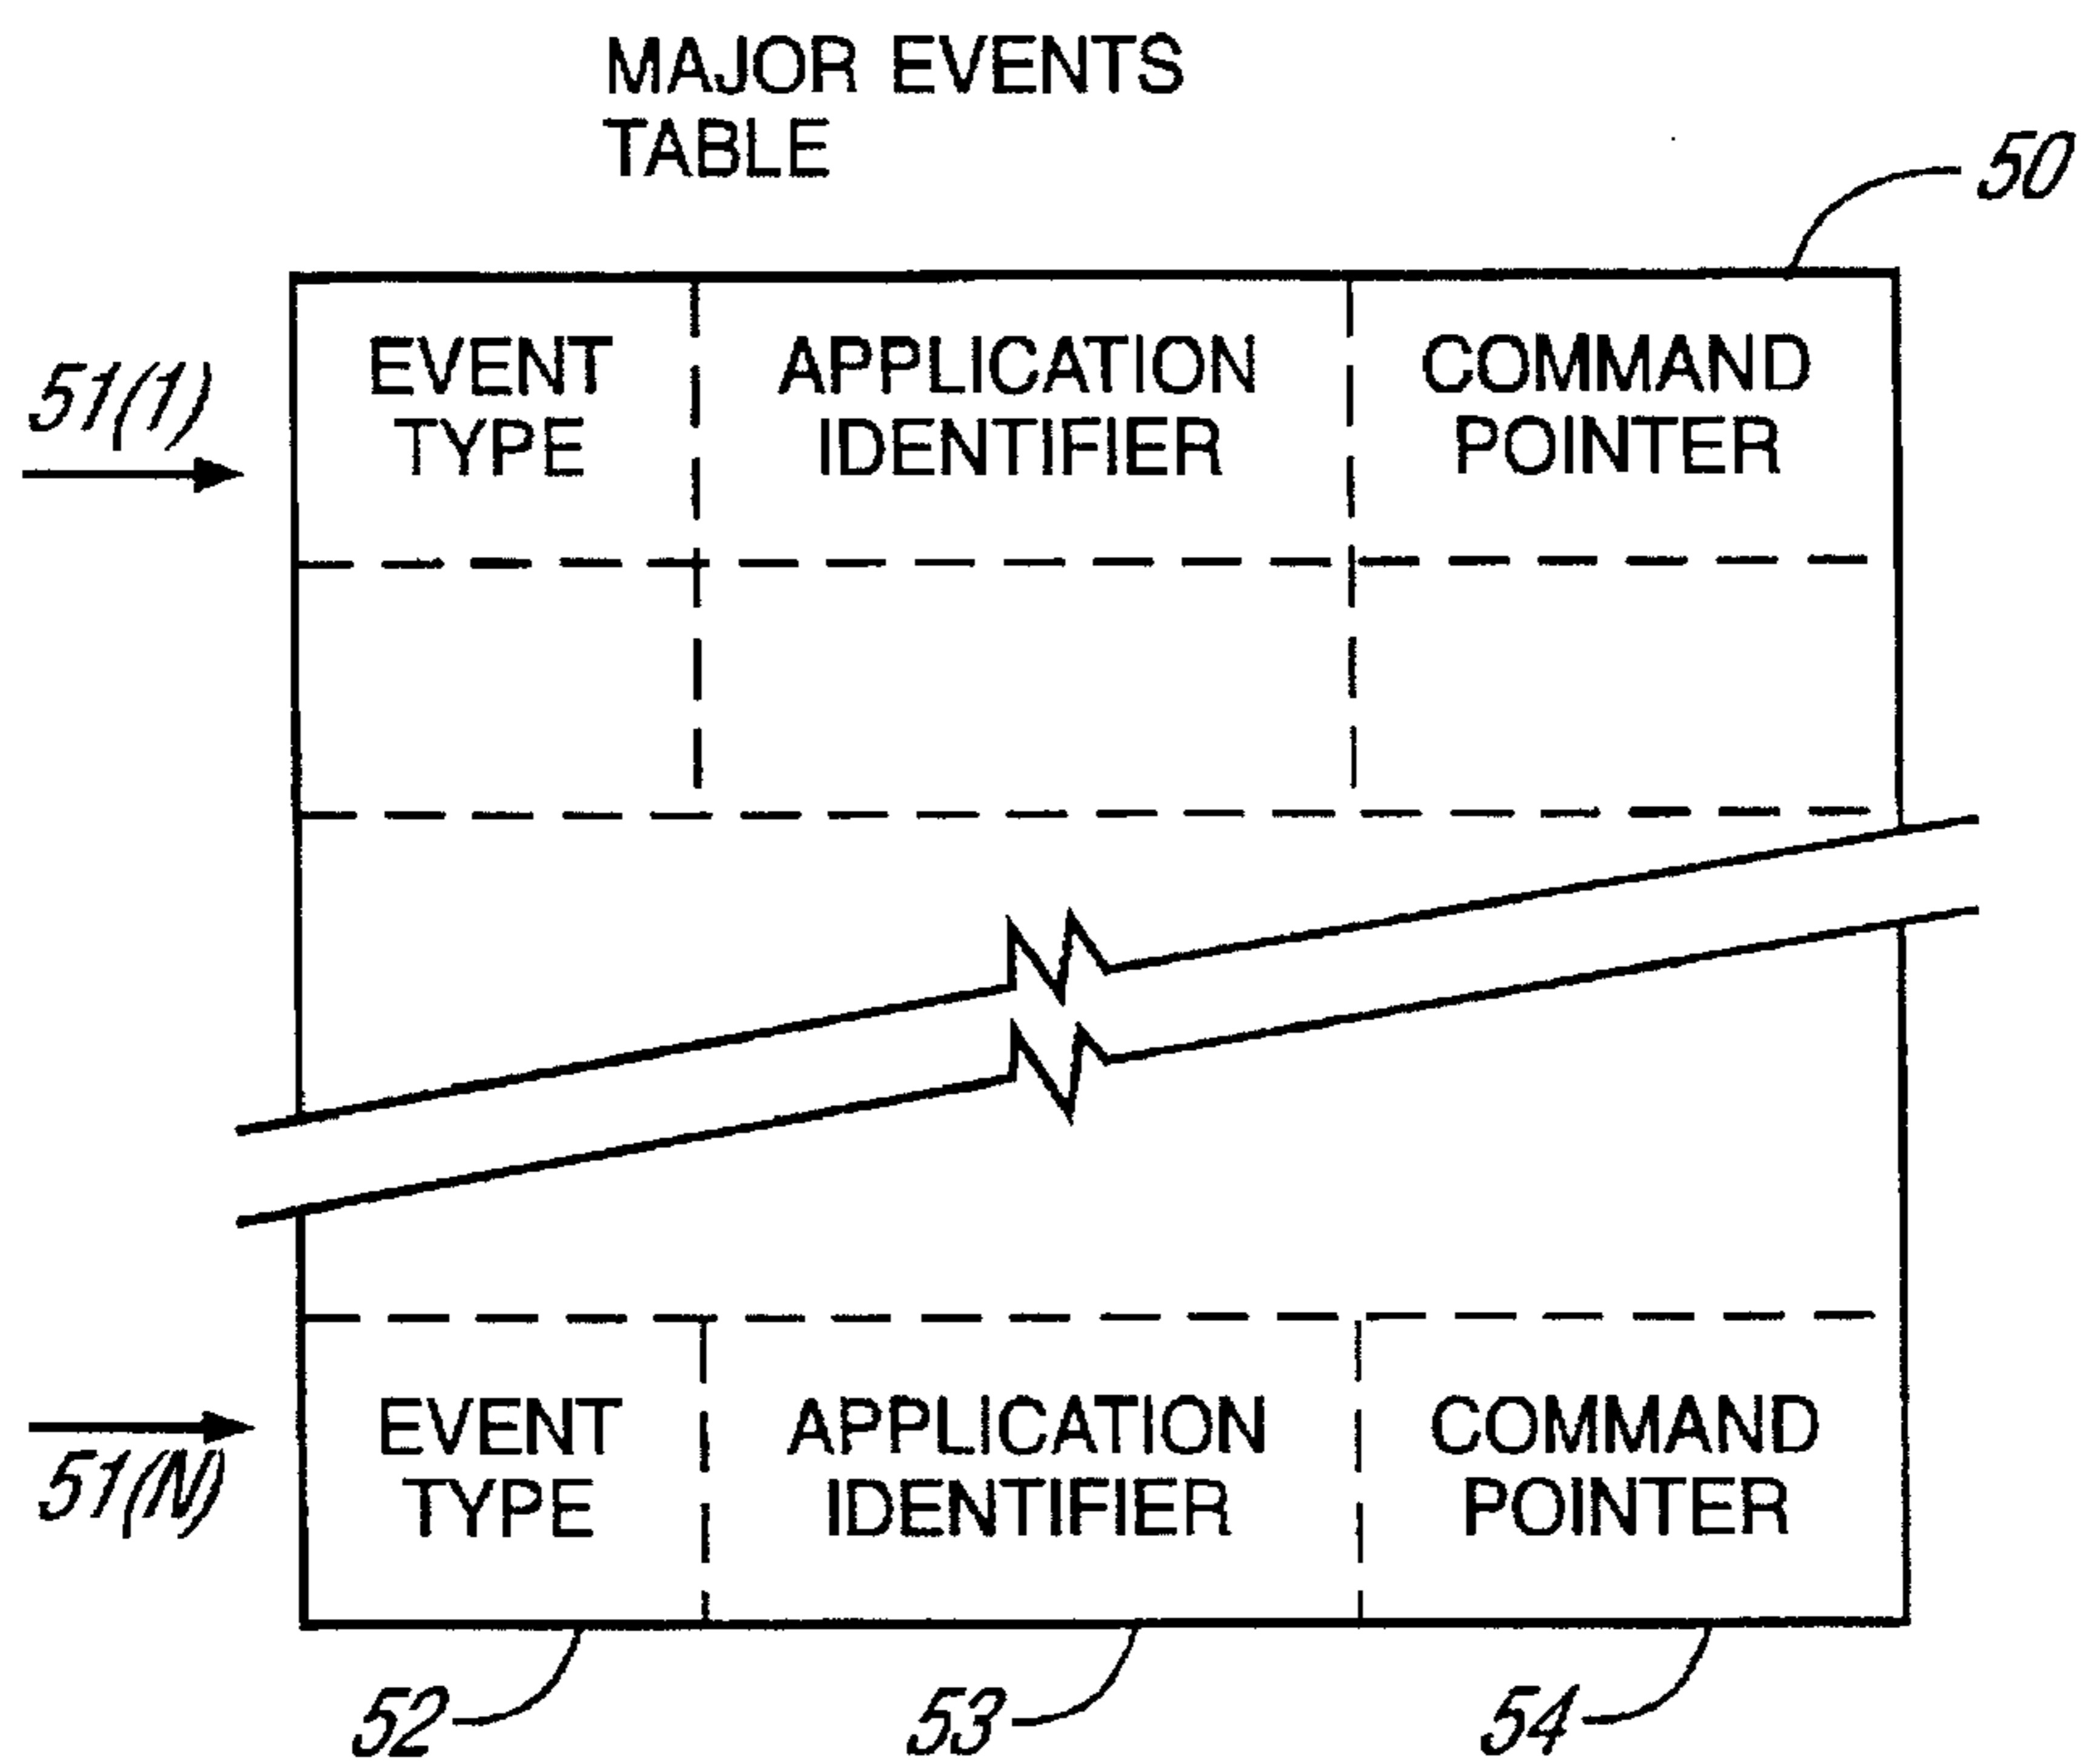 MAJOR EVENTS
TABLE
50
51(1)
EVENT
TYPE
APPLICATION
IDENTIFIER
COMMAND
POINTER
51(N)
EVENT
TYPE
APPLICATION
IDENTIFIER
COMMAND
POINTER
52
53
54